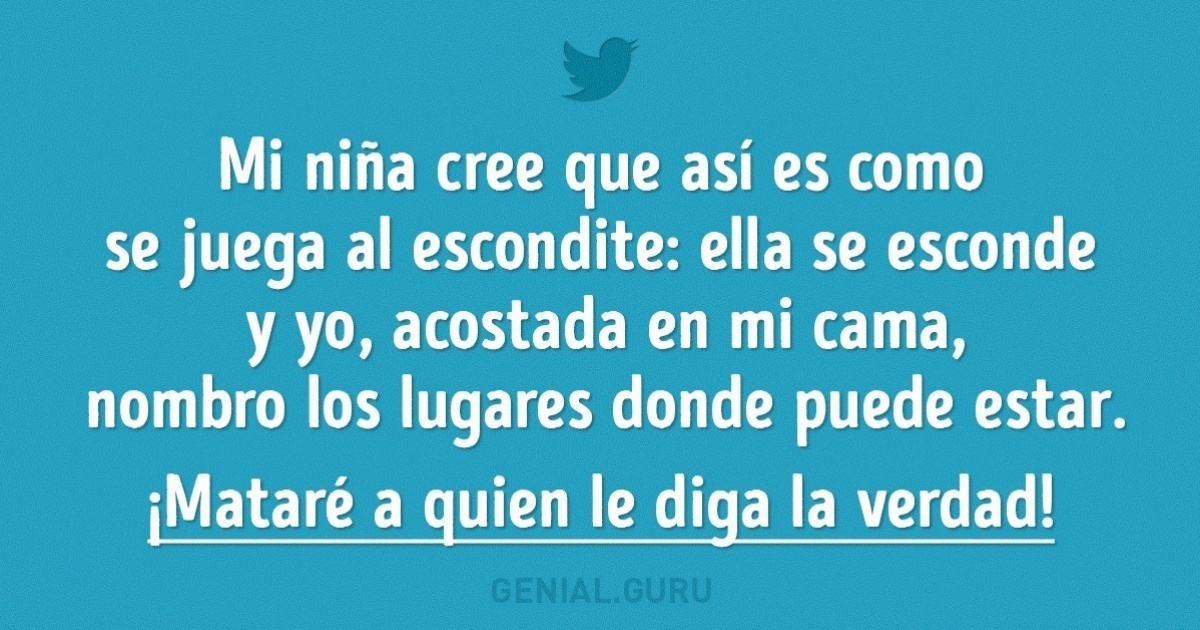 Mi niña cree que así es como
se juega al escondite: ella se esconde
y yo, acostada en mi cama,
nombro los lugares donde puede estar.
¡Mataré a quien le diga la verdad!
GENIAL.GURU